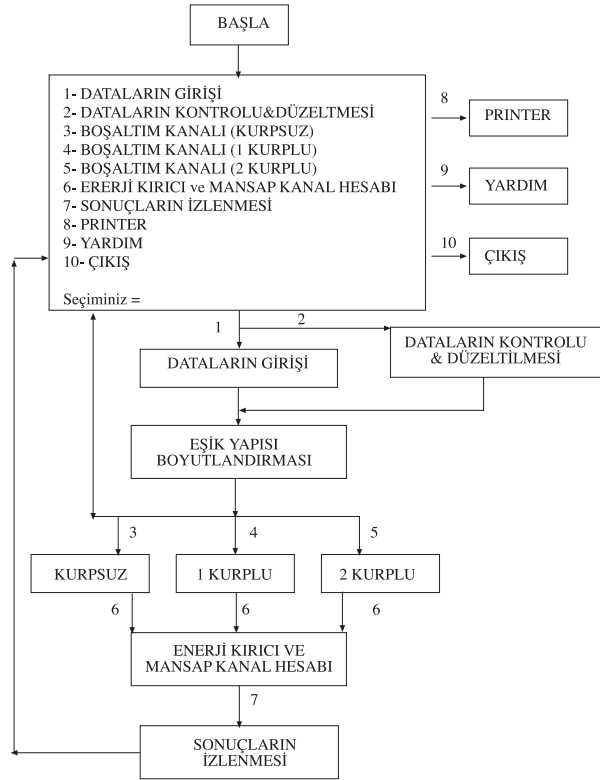 BAŞLA
1- DATALARIN GİRİŞİ
2- DATALARIN KONTROLU&DÜZELTMESİ
3- BOŞALTIM KANALI (KURPSUZ)
4- BOŞALTIM KANALI (1 KURPLU)
5- BOŞALTIM KANALI (2 KURPLU)
6- ERERJİ KIRICI ve MANSAP KANAL HESABI
7- SONUÇLARIN İZLENMESİ
8- PRINTER
9- YARDIM
10- ÇIKIŞ
Seçiminiz =
8
PRINTER
9
YARDIM
10
ÇIKIŞ
1
2
DATALARIN GİRİŞİ
DATALARIN KONTROLU
& DÜZELTİLMESİ
EŞİK YAPISI
BOYUTLANDIRMASI
3
4
5
KURPSUZ
1 KURPLU
2 KURPLU
6
6
6
ENERJİ KIRICI VE
MANSAP KANAL HESABI
7
SONUÇLARIN
İZLENMESİ